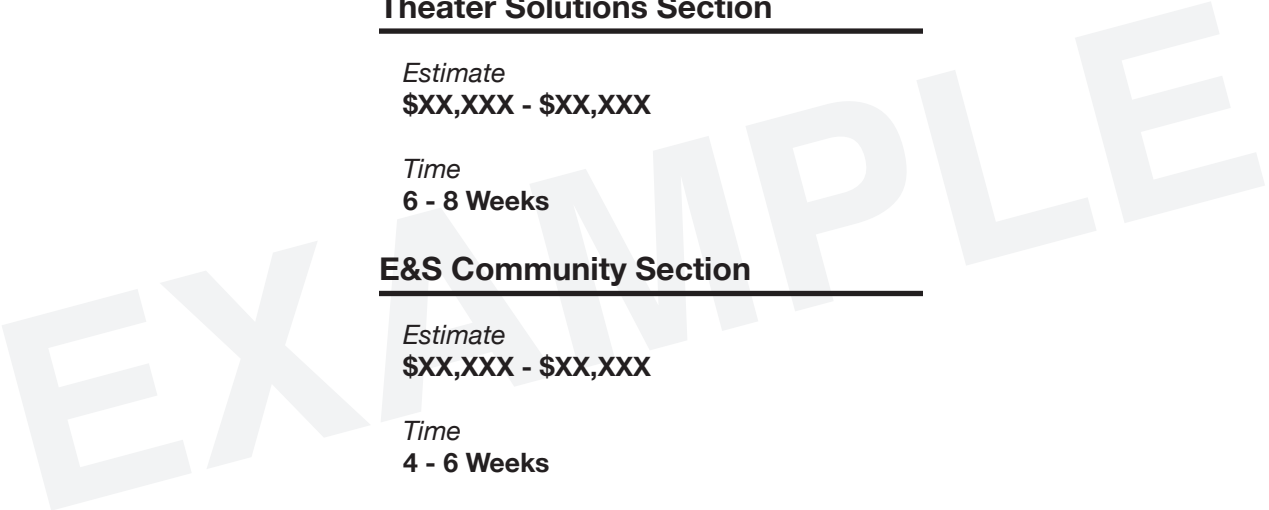 Theater Solutions Section
Estimate
$XX,XXX - $XX,XXX
Time
6 - 8 Weeks
E&S Community Section
Estimate
$XX,XXX - $XX,XXX
Time
4 - 6 Weeks
EXAMPLE